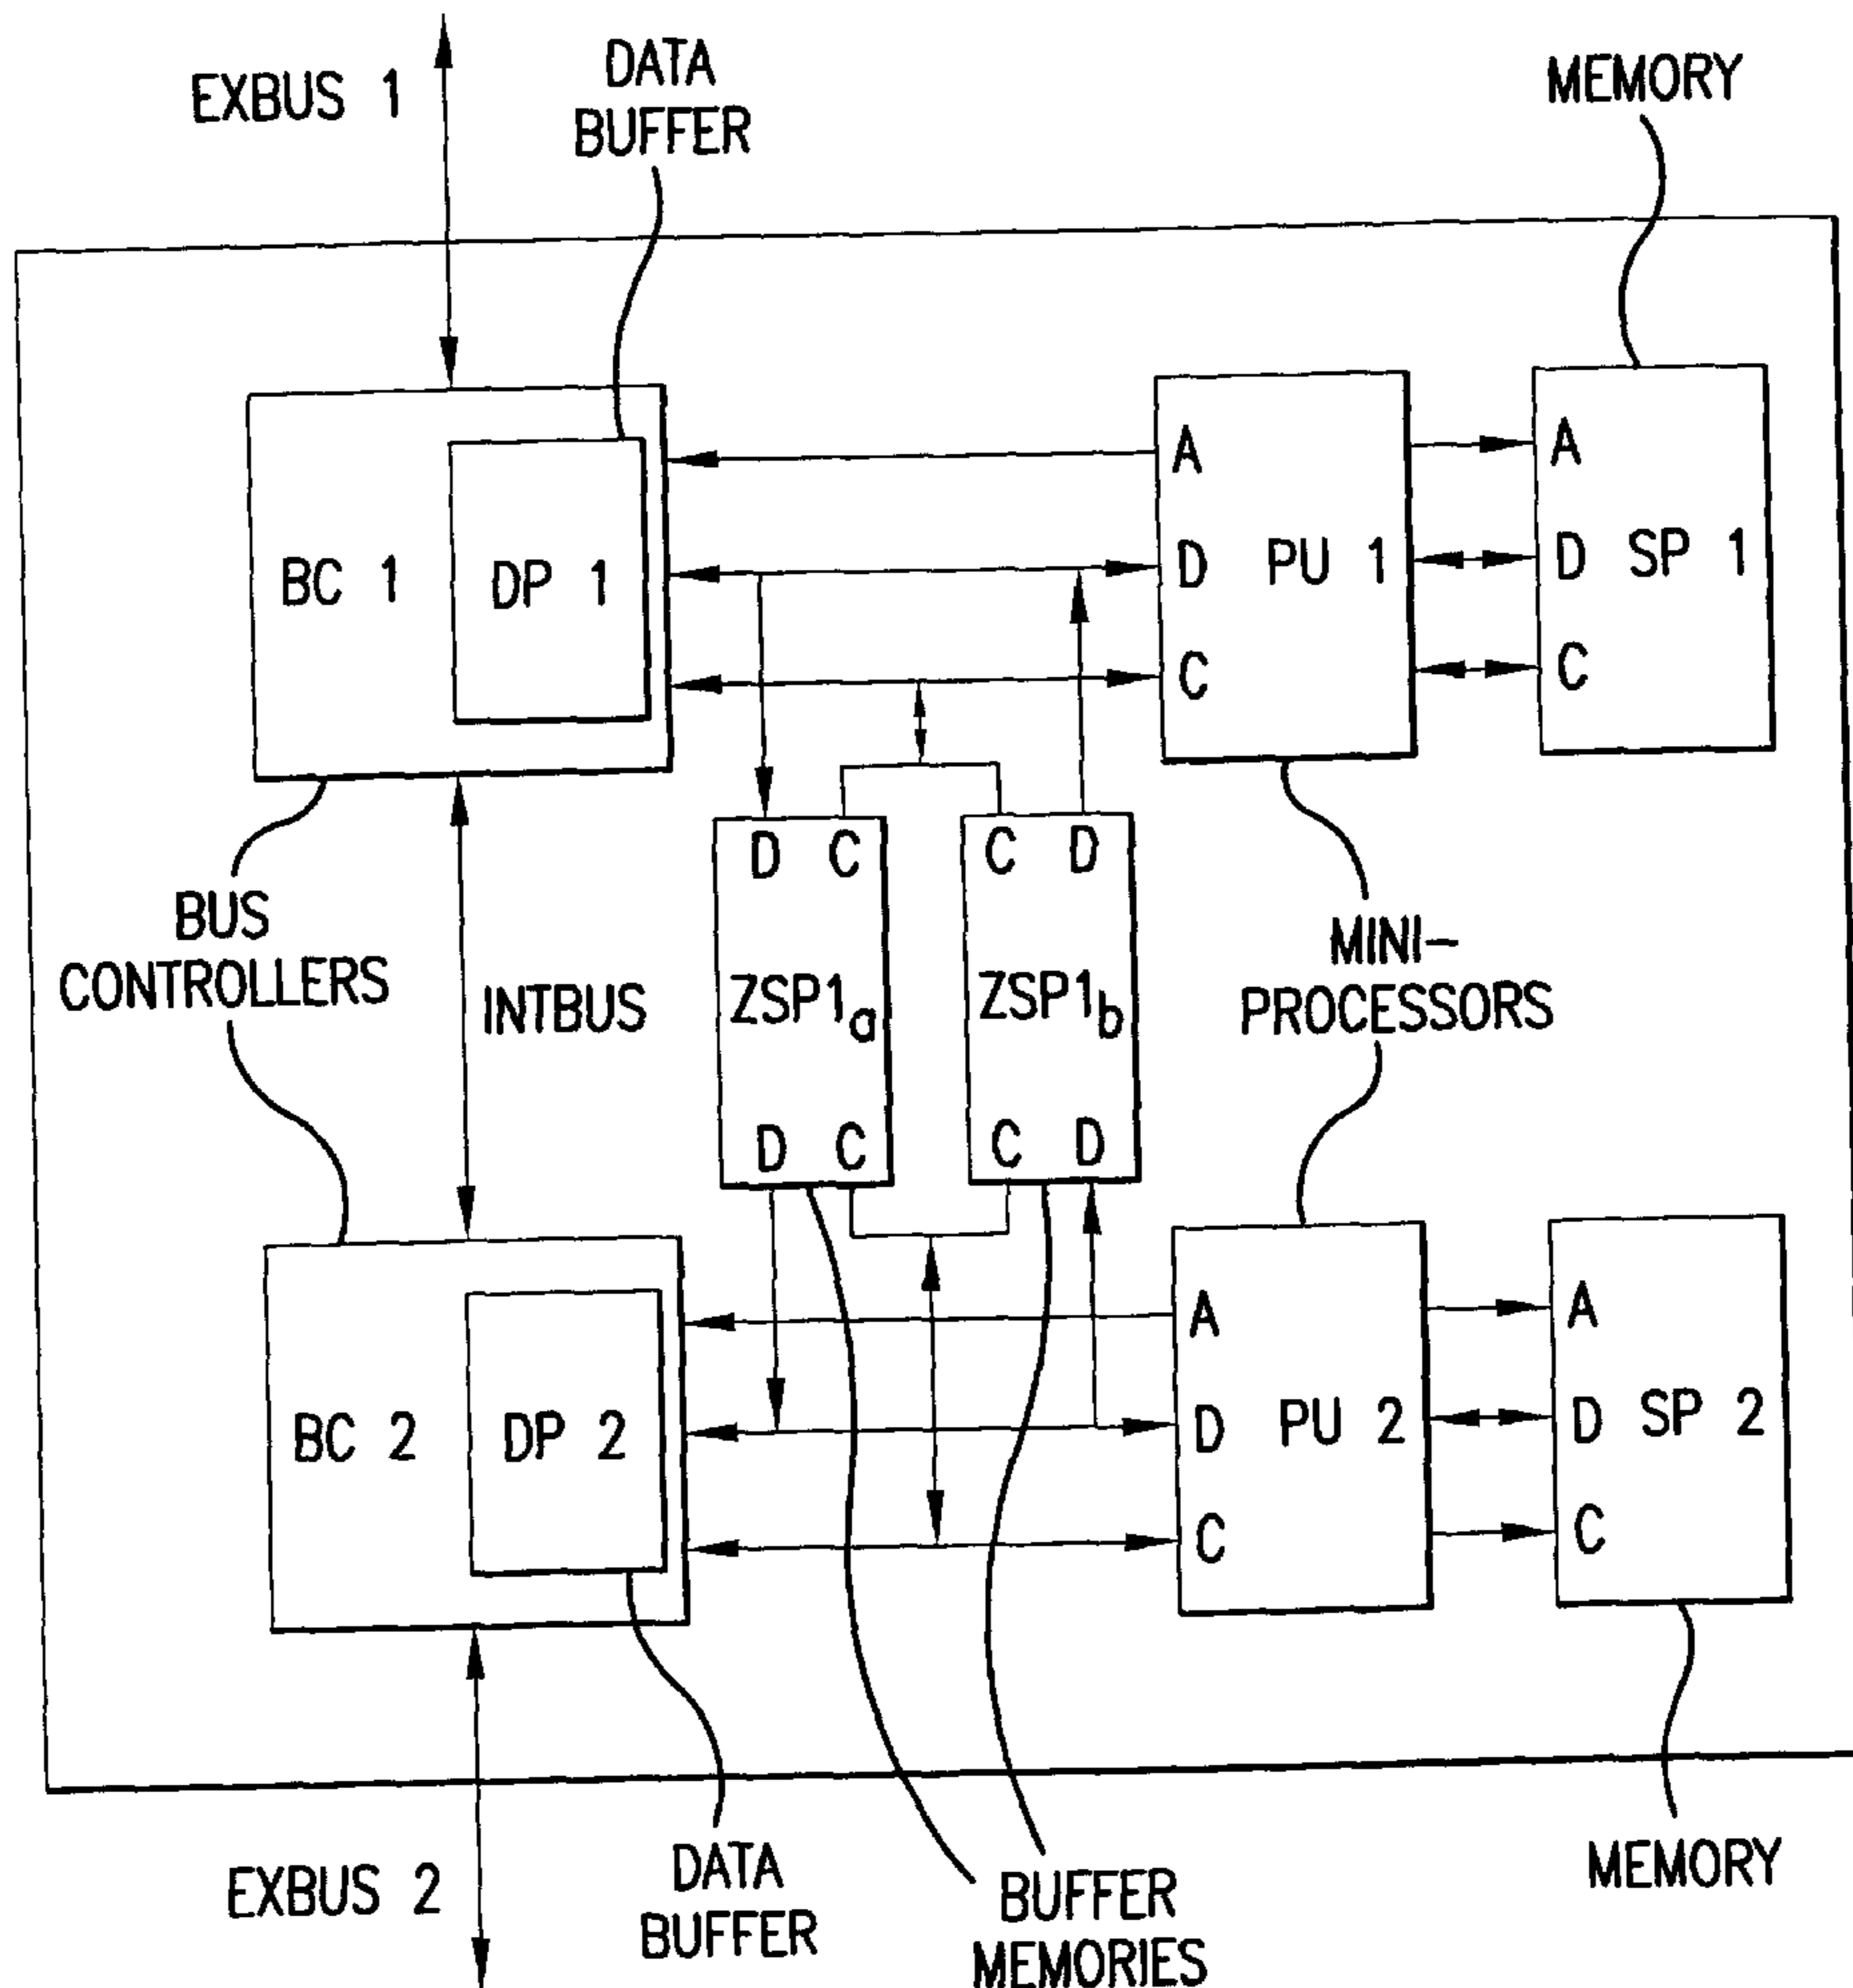 EXBUS 1
DATA
BUFFER
MEMORY
BC 1
DP 1
A
D
C
PU 1
A
D
C
SP 1
D C
C D
BUS
CONTROLLERS
INTBUS
ZSP1a
ZSP1b
MINI-
PROCESSORS
D C
C D
BC 2
DP 2
A
D
C
PU 2
A
D
C
SP 2
EXBUS 2
DATA
BUFFER
BUFFER
MEMORIES
MEMORY